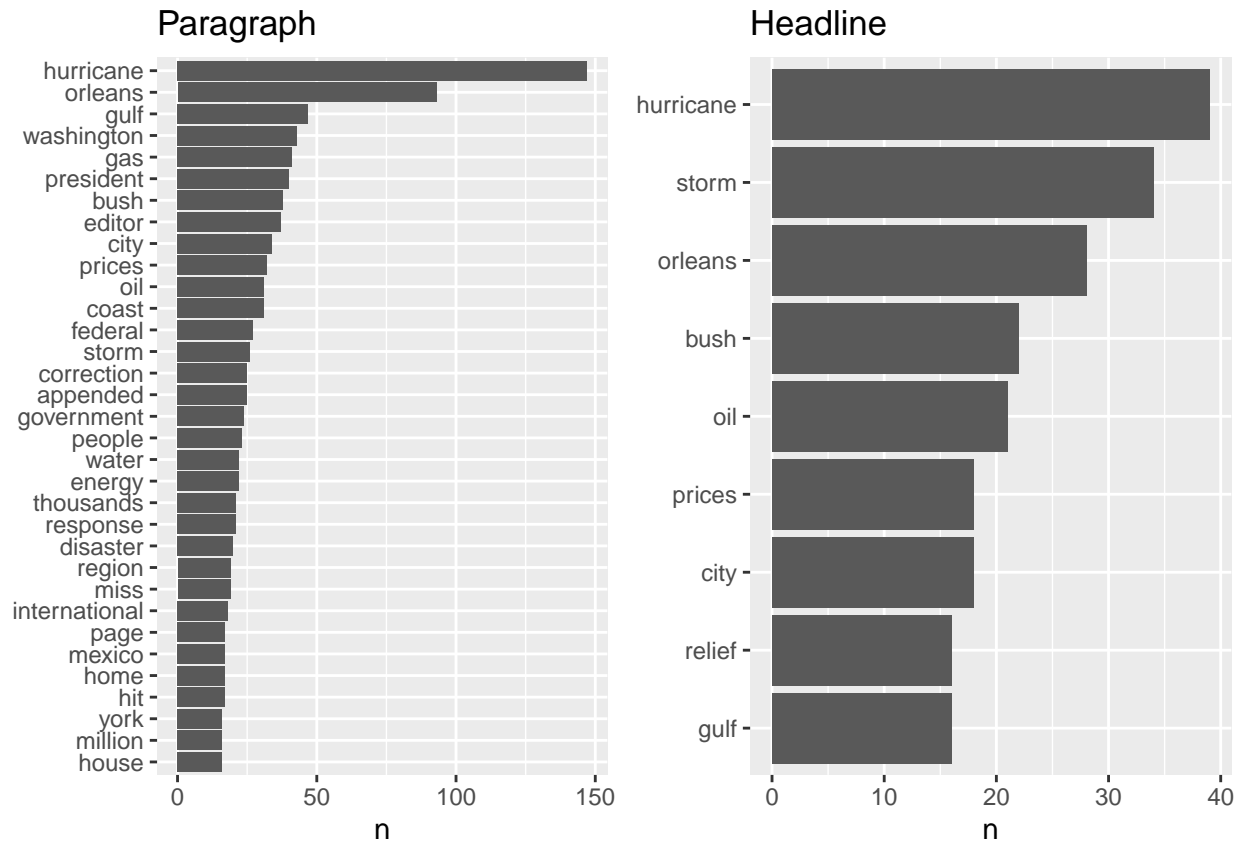 Paragraph
hurricane
orleans
gulf
washington
gas
president
bush
editor
city
prices
oil
coast
federal
storm
correction
appended
government
people
water
energy
thousands
response
disaster
region
miss
international
page
mexico
home
hit
york
million
house
0 50 100 150
n
Headline
hurricane
storm
orleans
bush
oil
prices
city
relief
gulf
0 10 20 30 40
n